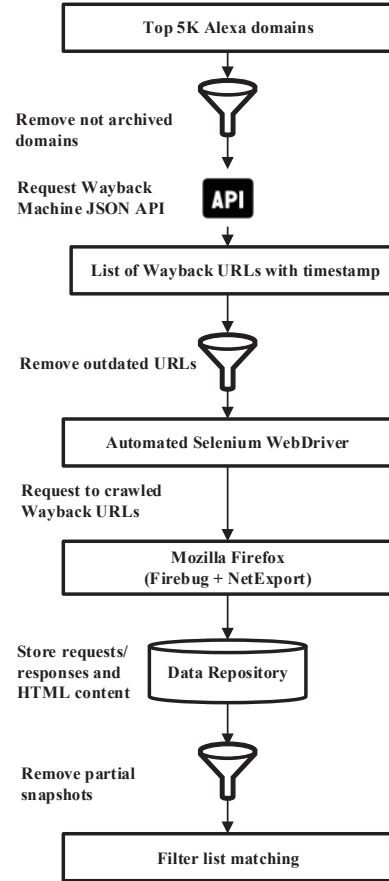 Top 5K Alexa domains
Remove not archived
domains
Request Wayback
Machine JSON API
API
List of Wayback URLs with timestamp
Remove outdated URLs
Automated Selenium WebDriver
Request to crawled
Wayback URLs
Mozilla Firefox
(Firebug + NetExport)
Store requests/
responses and
HTML content
Data Repository
Remove partial
snapshots
Filter list matching